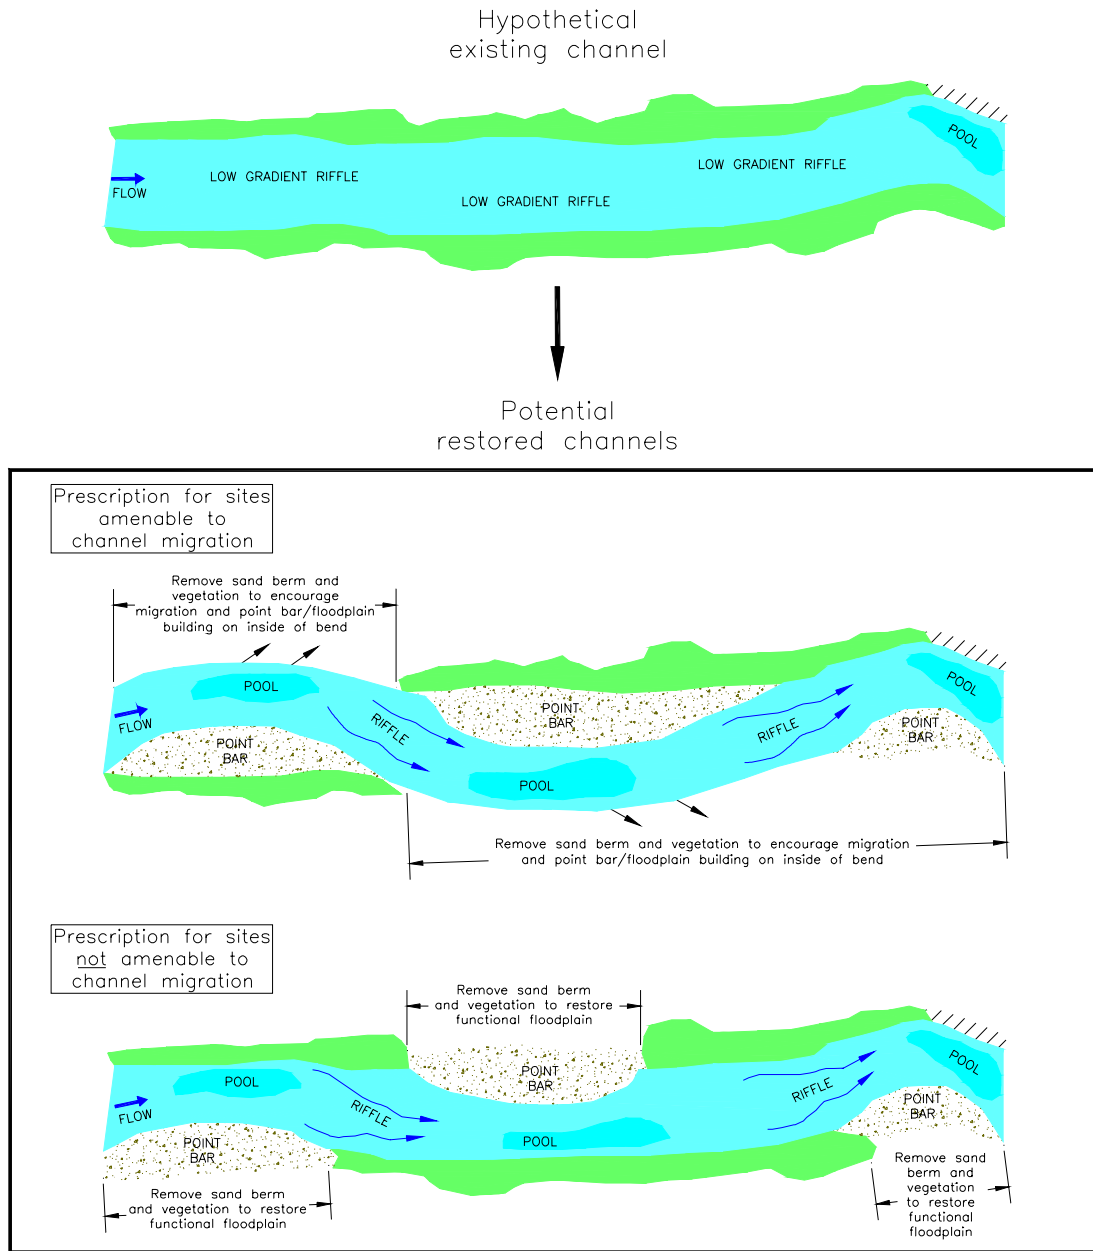 Hypothetical
existing channel
POOL
LOW GRADIENT RIFFLE
LOW GRADIENT RIFFLE
LOW GRADIENT RIFFLE
FLOW
Potential
restored channels
Prescription for sites
amenable to
channel migration
Remove sand berm and
vegetation to encourage
migration and point bar/floodplain
building on inside of bend
POOL
FLOW
POINT
BAR
RIFFLE
POINT
BAR
POOL
RIFFLE
POOL
POINT
BAR
Remove sand berm and vegetation to encourage migration
and point bar/floodplain building on inside of bend
Prescription for sites
not amenable to
channel migration
Remove sand berm
and vegetation to restore
functional floodplain
POOL
FLOW
RIFFLE
POINT
BAR
POINT
BAR
POOL
RIFFLE
POOL
POINT
BAR
Remove sand berm
and vegetation to restore
functional floodplain
Remove sand
berm and
vegetation
to restore
functional
floodplain